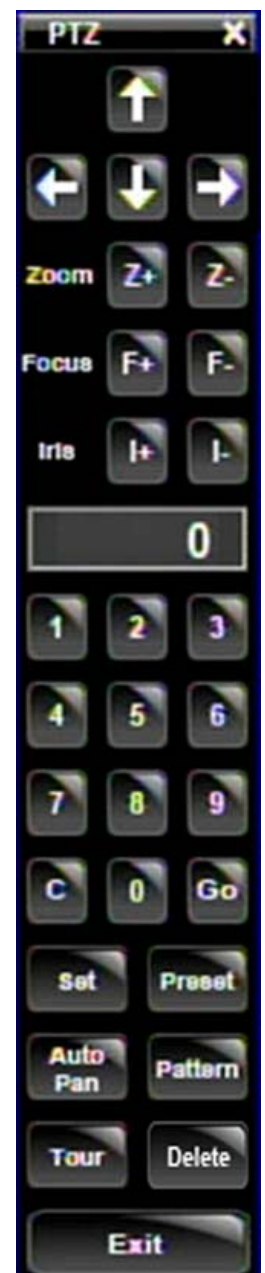 PTZ X
↑
← ↓ →
Zoom Z+ Z-
Focus F+ F-
Iris I+ I-
0
1 2 3
4 5 6
7 8 9
C 0 Go
Set Preset
Auto Pan Pattern
Tour Delete
Exit